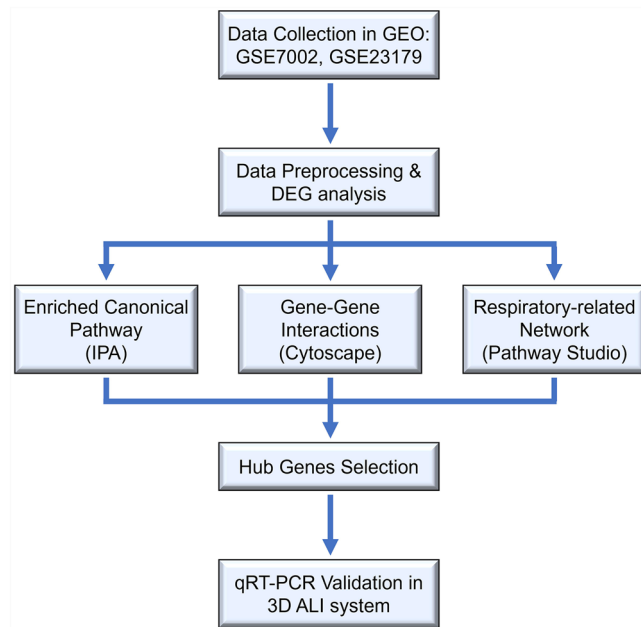 Data Collection in GEO:
GSE7002, GSE23179
Data Preprocessing &
DEG analysis
Enriched Canonical
Pathway
(IPA)
Gene-Gene
Interactions
(Cytoscape)
Respiratory-related
Network
(Pathway Studio)
Hub Genes Selection
qRT-PCR Validation in
3D ALI system